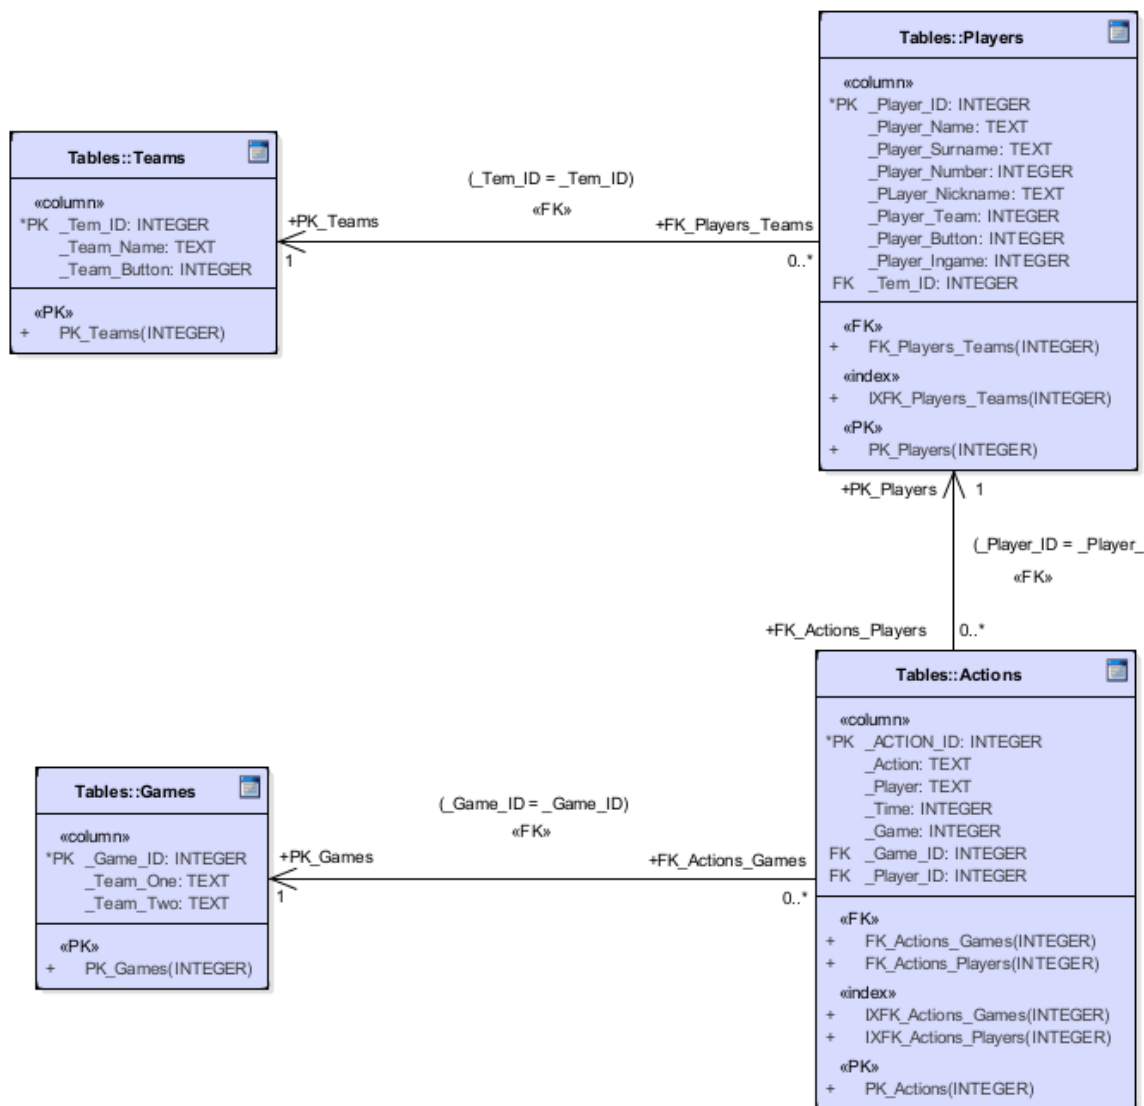 Tables::Players
«column»
*PK _Player_ID: INTEGER
_Player_Name: TEXT
_Player_Surname: TEXT
_Player_Number: INTEGER
_PLayer_Nickname: TEXT
_Player_Team: INTEGER
_Player_Button: INTEGER
_Player_Ingame: INTEGER
FK _Tem_ID: INTEGER
«FK»
+ FK_Players_Teams(INTEGER)
«index»
+ IXFK_Players_Teams(INTEGER)
«PK»
+ PK_Players(INTEGER)
Tables::Teams
«column»
*PK _Tem_ID: INTEGER
_Team_Name: TEXT
_Team_Button: INTEGER
«PK»
+ PK_Teams(INTEGER)
(_Tem_ID = _Tem_ID)
«FK»
+PK_Teams
+FK_Players_Teams
1
0..*
+PK_Players
1
(_Player_ID = _Player_
«FK»
+FK_Actions_Players
0..*
Tables::Actions
«column»
*PK _ACTION_ID: INTEGER
_Action: TEXT
_Player: TEXT
_Time: INTEGER
_Game: INTEGER
FK _Game_ID: INTEGER
FK _Player_ID: INTEGER
«FK»
+ FK_Actions_Games(INTEGER)
+ FK_Actions_Players(INTEGER)
«index»
+ IXFK_Actions_Games(INTEGER)
+ IXFK_Actions_Players(INTEGER)
«PK»
+ PK_Actions(INTEGER)
Tables::Games
«column»
*PK _Game_ID: INTEGER
_Team_One: TEXT
_Team_Two: TEXT
«PK»
+ PK_Games(INTEGER)
(_Game_ID = _Game_ID)
«FK»
+PK_Games
+FK_Actions_Games
1
0..*